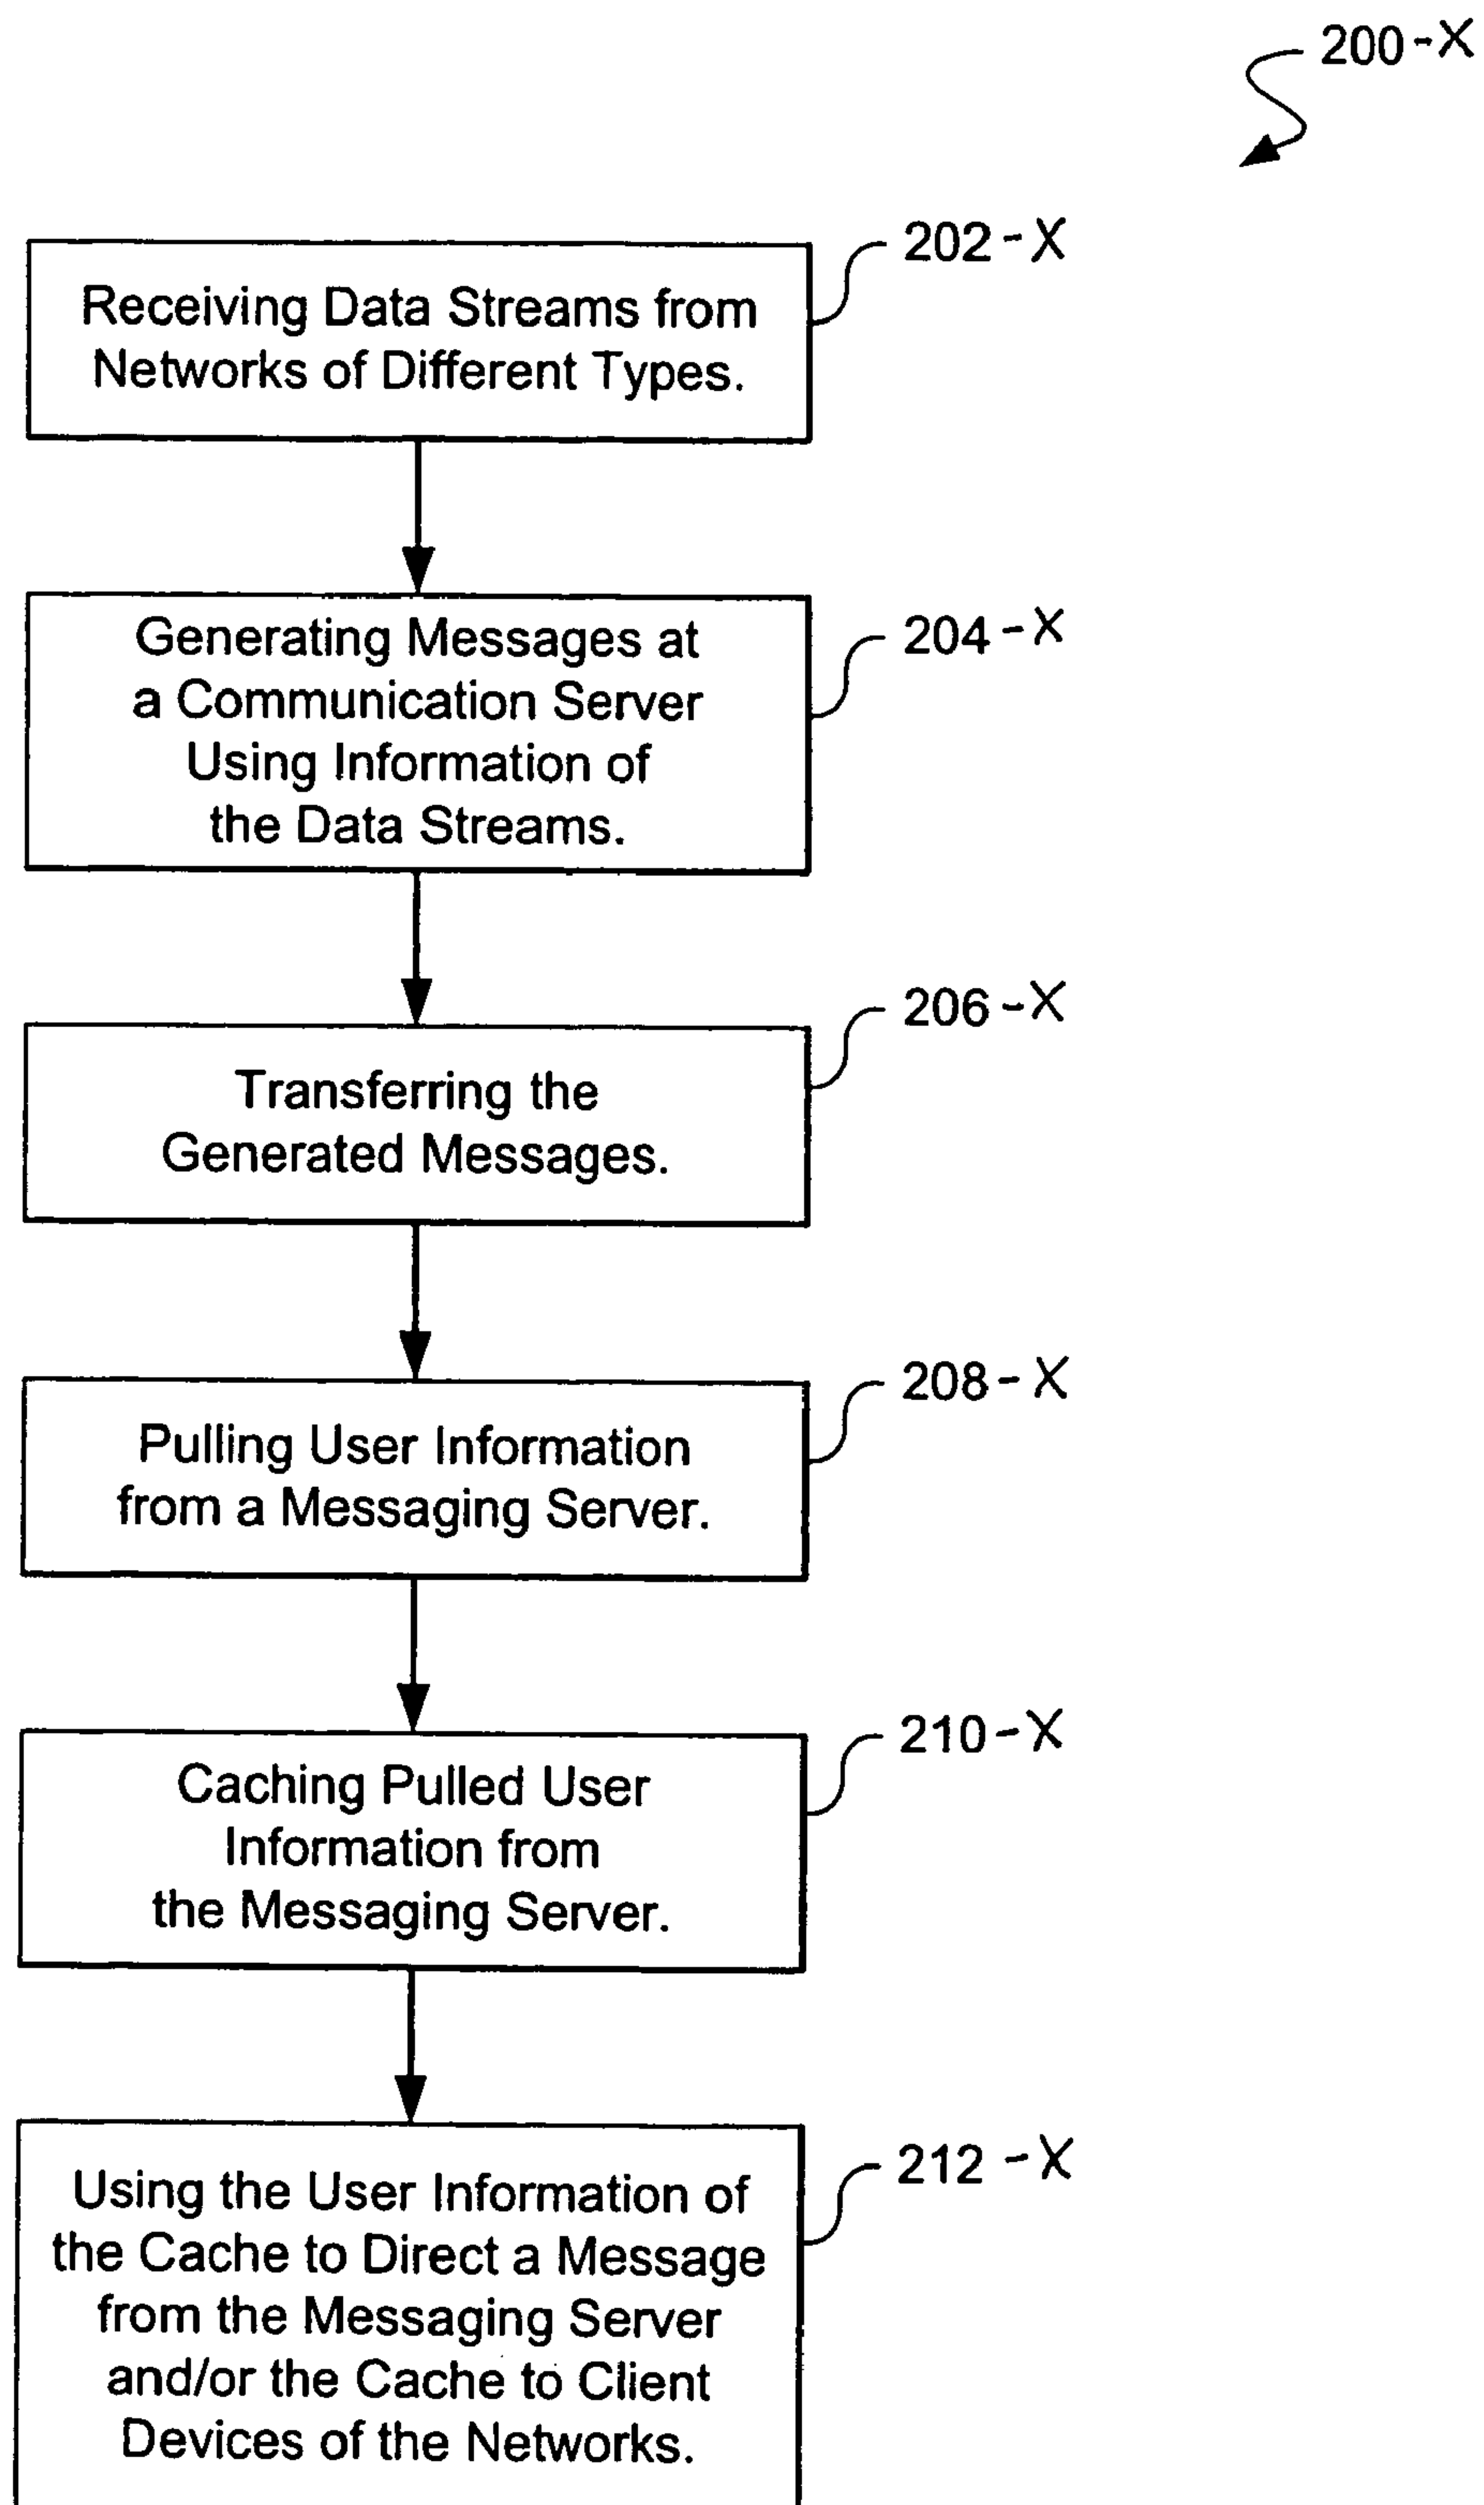 200-X
202-X
Receiving Data Streams from
Networks of Different Types.
204-X
Generating Messages at
a Communication Server
Using Information of
the Data Streams.
206-X
Transferring the
Generated Messages.
208-X
Pulling User Information
from a Messaging Server.
210-X
Caching Pulled User
Information from
the Messaging Server.
212-X
Using the User Information of
the Cache to Direct a Message
from the Messaging Server
and/or the Cache to Client
Devices of the Networks.